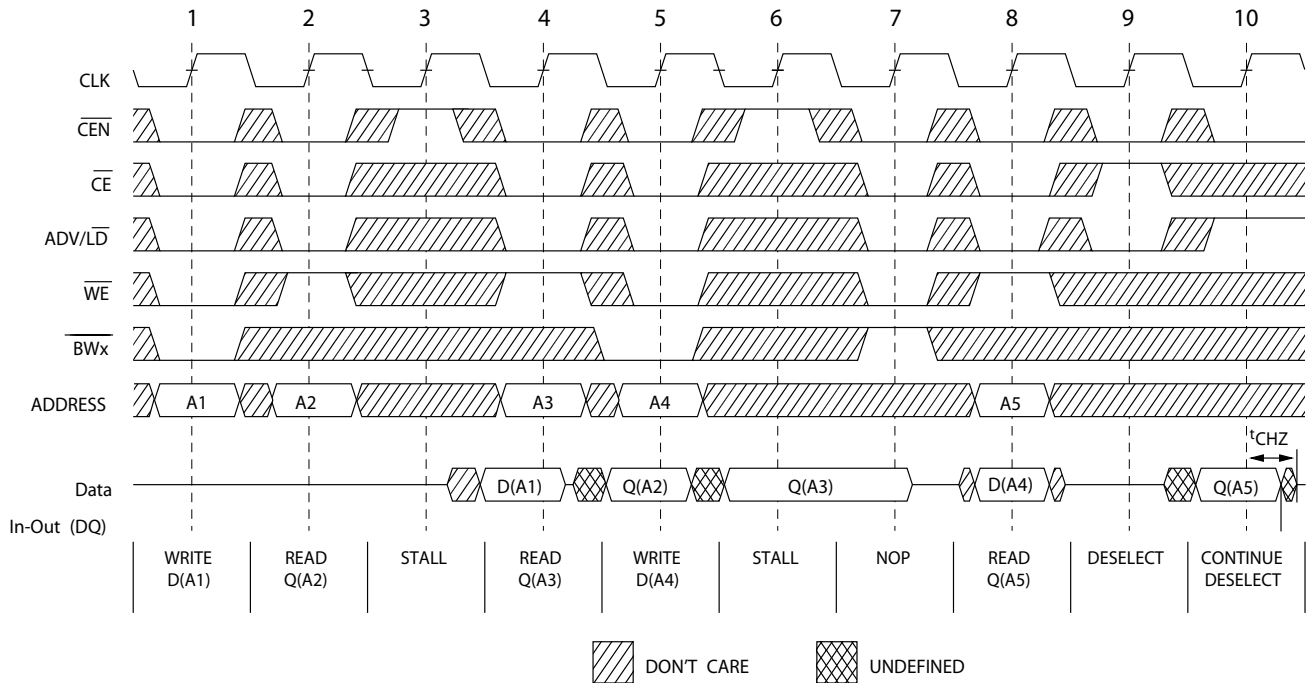 1 2 3 4 5 6 7 8 9 10
CLK
CEN
CE
ADV/LD
WE
BWx
ADDRESS A1 A2 A3 A4 A5
tCHZ
Data D(A1) Q(A2) Q(A3) D(A4) Q(A5)
In-Out (DQ)
WRITE READ STALL READ WRITE STALL NOP READ DESELECT CONTINUE
D(A1) Q(A2) Q(A3) D(A4) Q(A5) DESELECT
DON'T CARE UNDEFINED